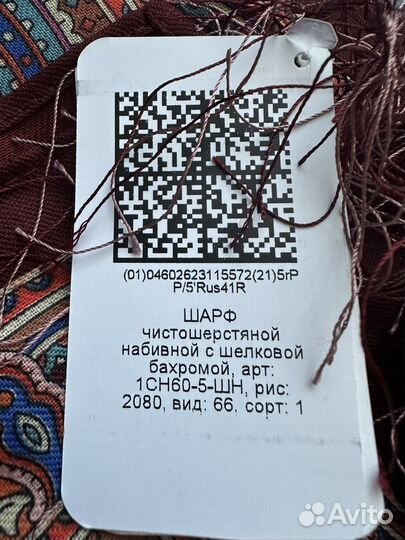 (01)04602623115572(21)5rP
P/5'Rus41R
ШАРФ
чистошерстяной
набивной с шелковой
бахромой, арт:
1СН60-5-ШН, рис:
2080, вид: 66, сорт: 1
Avito